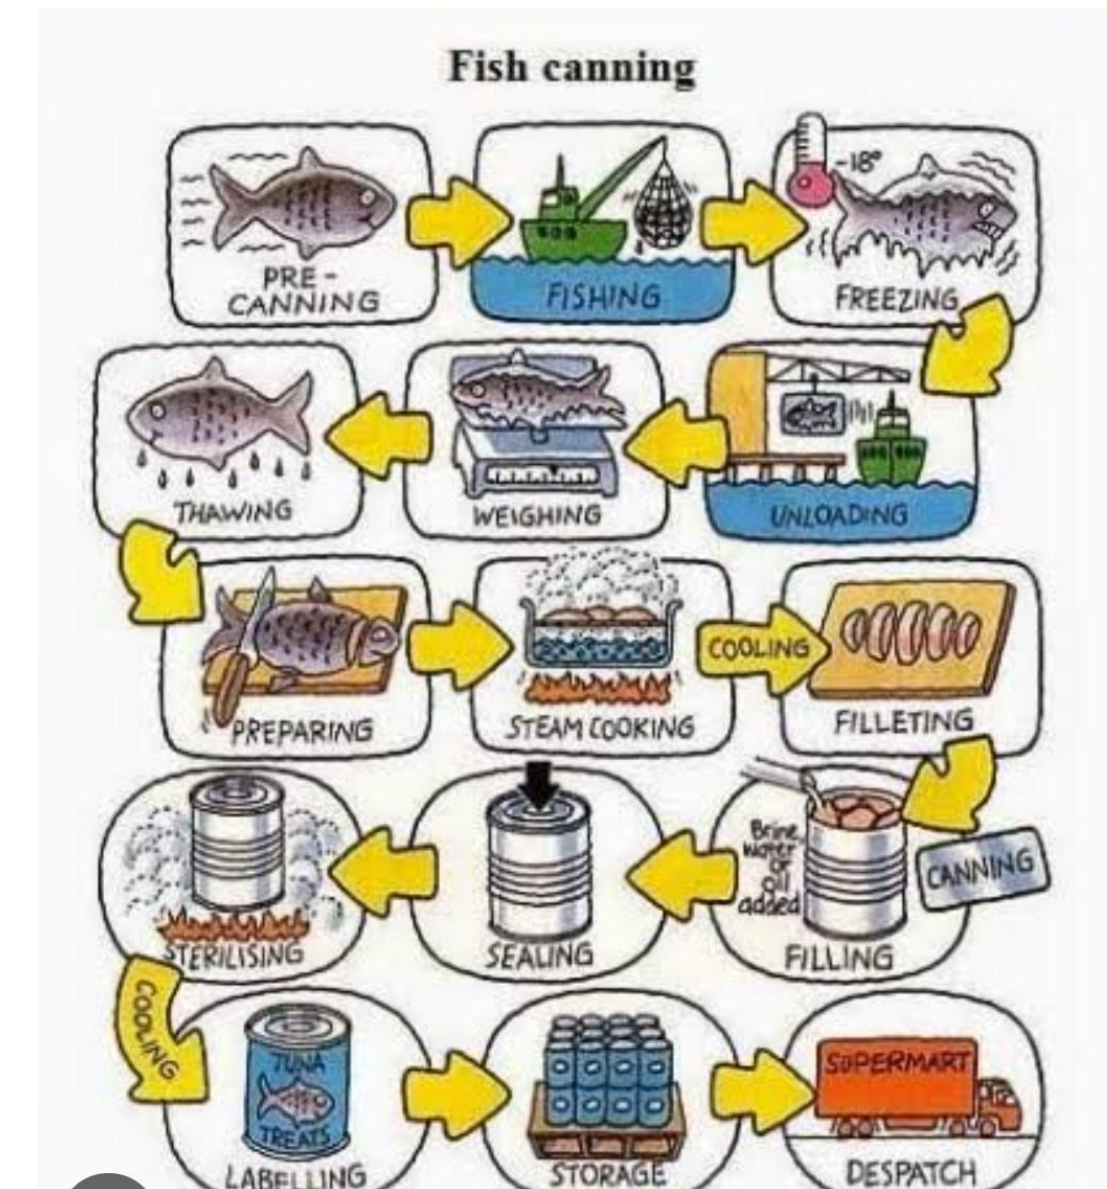 Fish canning
PRE-
CANNING
FISHING
-18°
FREEZING
UNLOADING
WEIGHING
THAWING
PREPARING
STEAM COOKING
COOLING
FILLETING
CANNING
Brine
water
or
oil
added
FILLING
SEALING
STERILISING
COOLING
TUNA
TREATS
LABELLING
STORAGE
SUPERMART
DESPATCH